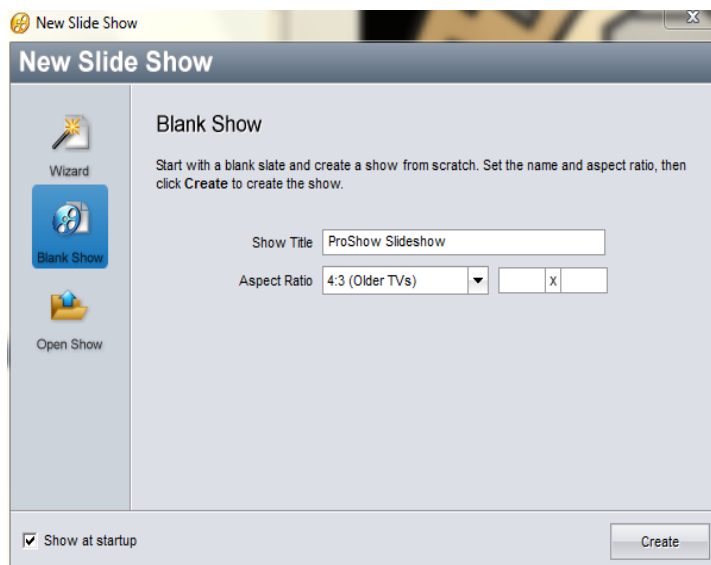 New Slide Show
New Slide Show
Wizard
Blank Show
Open Show
Blank Show
Start with a blank slate and create a show from scratch. Set the name and aspect ratio, then
click Create to create the show.
Show Title ProShow Slideshow
Aspect Ratio 4:3 (Older TVs) x
Show at startup
Create